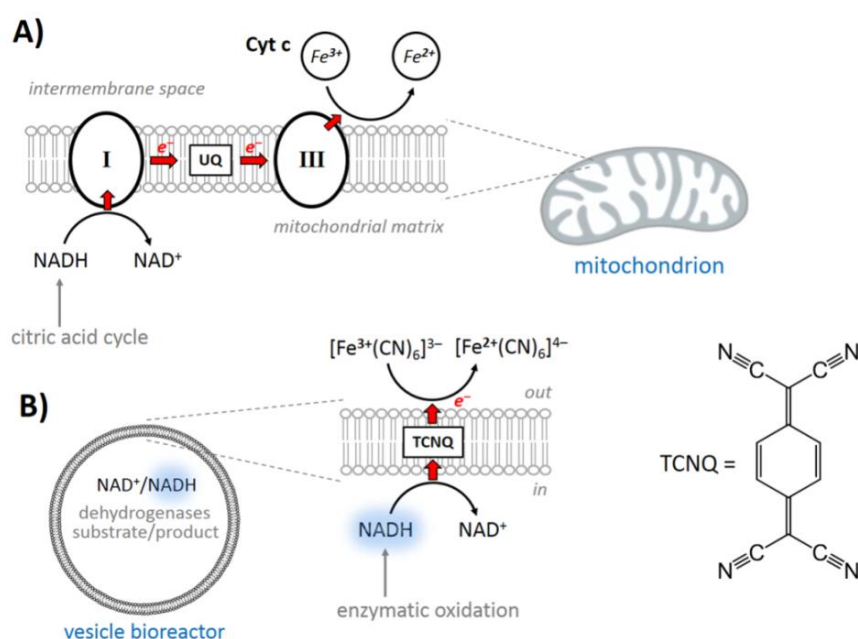 A)
Cyt c
Fe3+
Fe2+
intermembrane space
I
e–
UQ
e–
III
mitochondrial matrix
NADH
NAD+
mitochondrion
citric acid cycle
[Fe3+(CN)6]3– [Fe2+(CN)6]4–
B)
e–
out
TCNQ
in
NAD+/NADH
dehydrogenases
substrate/product
NADH
NAD+
enzymatic oxidation
vesicle bioreactor
TCNQ =
N
C
C
N
N
C
C
N